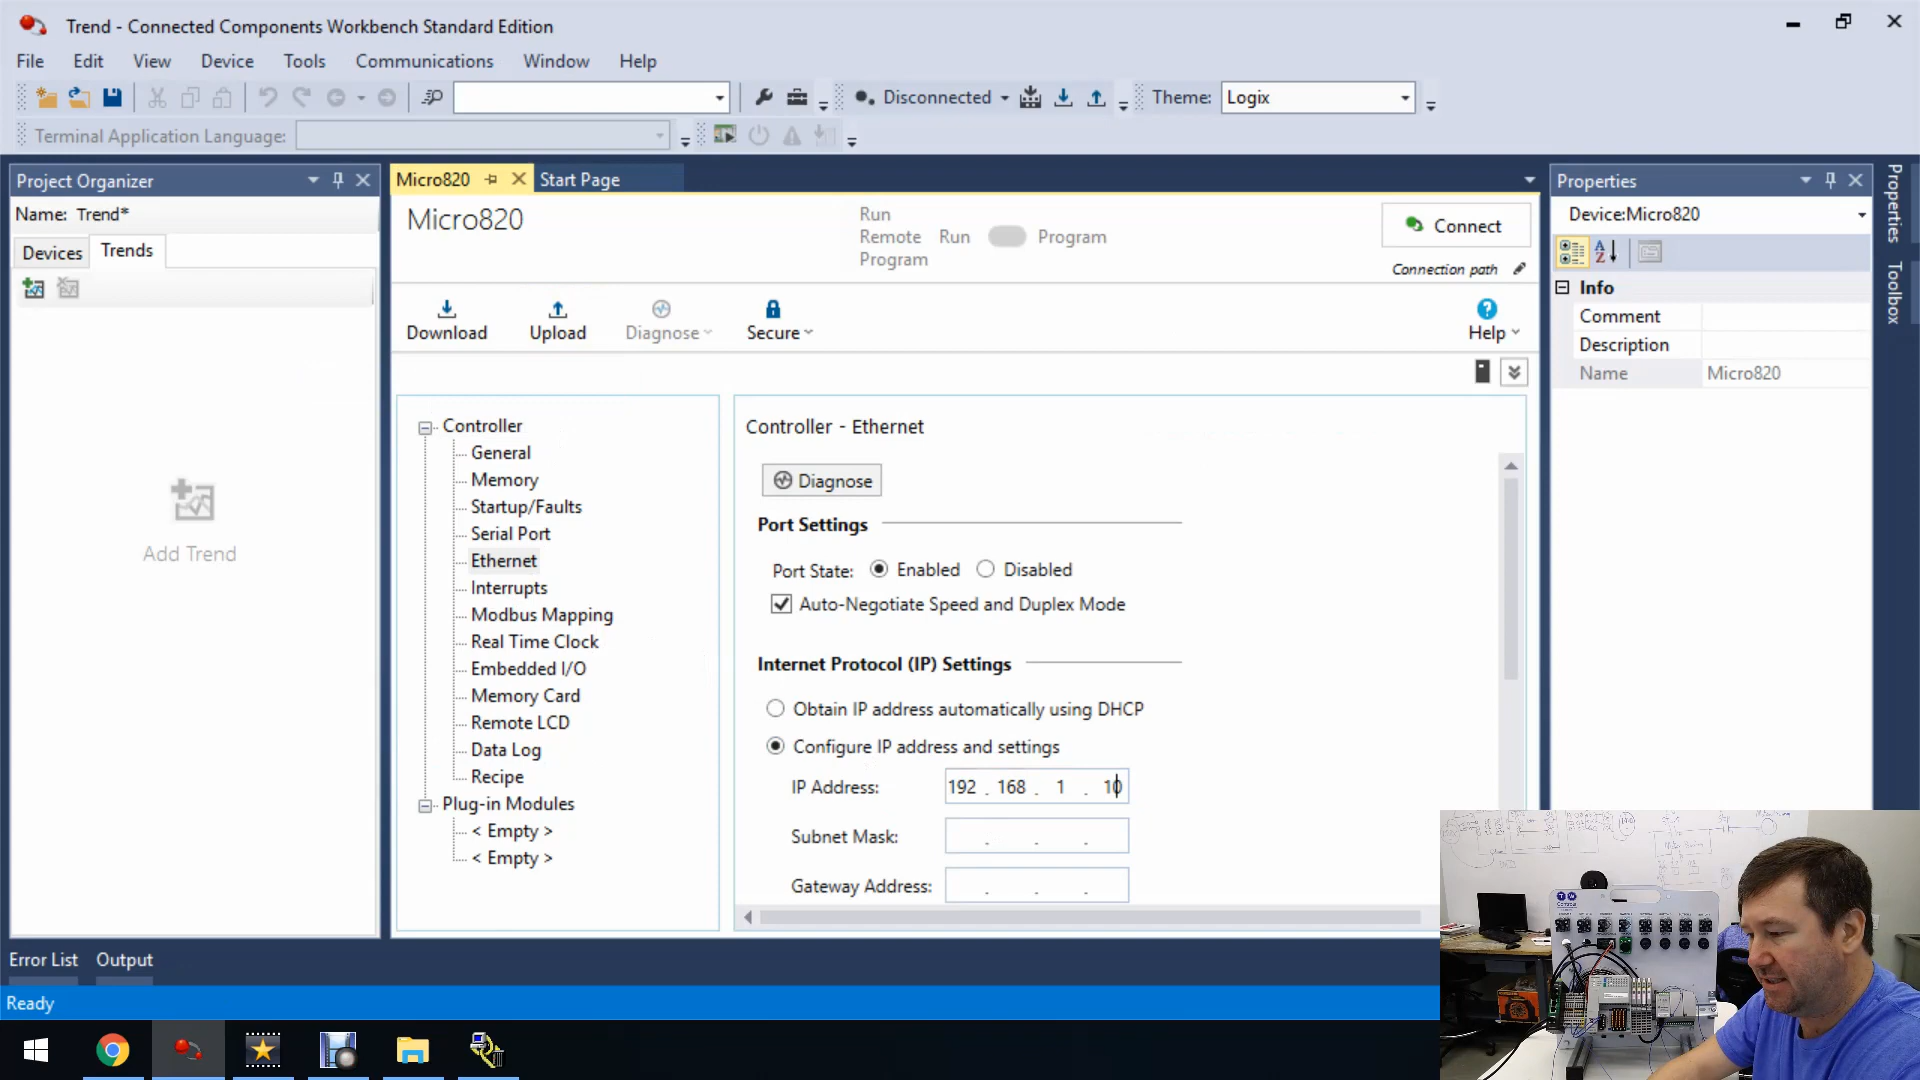 Trend - Connected Components Workbench Standard Edition
File Edit View Device Tools Communications Window Help
Disconnected Theme: Logix
Terminal Application Language:
Project Organizer
Name: Trend*
Devices Trends
Add Trend
Micro820 Start Page
Micro820
Run
Remote Run Program
Program
Connect
Connection path
Download Upload Diagnose Secure Help
Controller
General
Memory
Startup/Faults
Serial Port
Ethernet
Interrupts
Modbus Mapping
Real Time Clock
Embedded I/O
Memory Card
Remote LCD
Data Log
Recipe
Plug-in Modules
< Empty >
< Empty >
Controller - Ethernet
Diagnose
Port Settings
Port State: Enabled Disabled
Auto-Negotiate Speed and Duplex Mode
Internet Protocol (IP) Settings
Obtain IP address automatically using DHCP
Configure IP address and settings
IP Address: 192 . 168 . 1 . 10
Subnet Mask: . . .
Gateway Address: . . .
Properties
Device:Micro820
Info
Comment
Description
Name Micro820
Properties
Toolbox
Error List Output
Ready